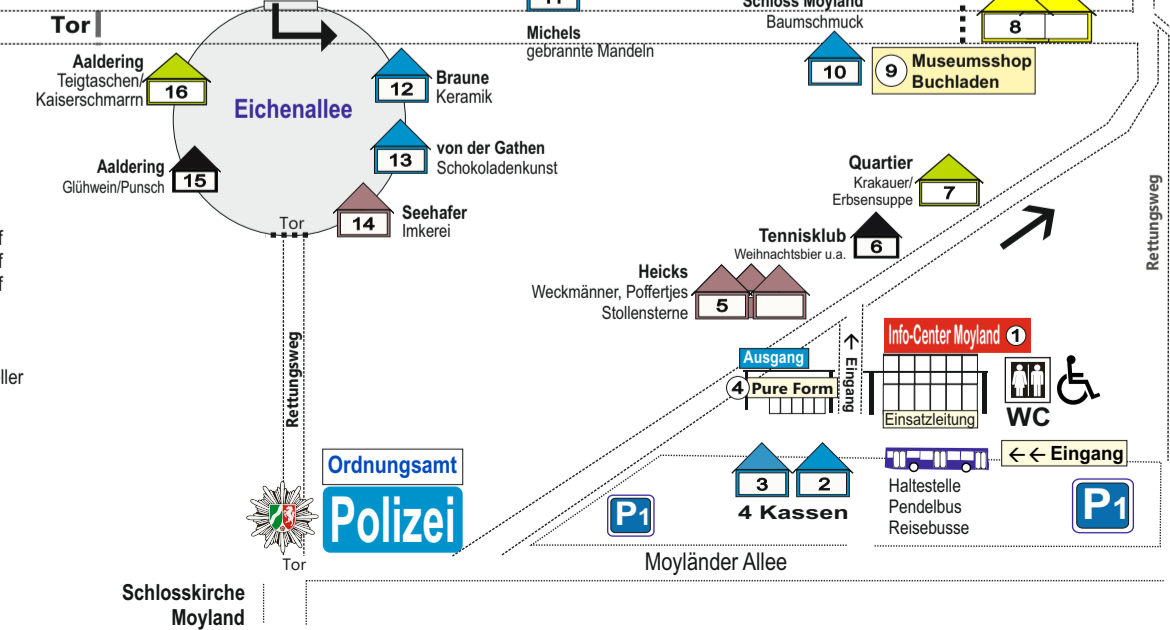 11
Schloss Moyland
Baumschmuck
8
Tor
Michels
gebrannte Mandeln
10
9
Museumsshop
Buchladen
Aaldering
Teigtaschen/
Kaiserschmarrn
16
Eichenallee
12
Braune
Keramik
13
von der Gathen
Schokoladenkunst
Aaldering
Glühwein/Punsch
15
14
Seehafer
Imkerei
Tor
Quartier
Krakauer/
Erbsensuppe
7
Rettungsweg
Tennisklub
Weihnachtsbier u.a.
6
Heicks
Weckmänner, Poffertjes
Stollensterne
5
f
f
f
ller
Rettungsweg
Ausgang
4
Pure Form
← Eingang
Info-Center Moyland 1
Einsatzleitung
WC
←← Eingang
3
2
4 Kassen
Haltestelle
Pendelbus
Reisebusse
P1
P1
Ordnungsamt
Polizei
Tor
Moyländer Allee
Schlosskirche
Moyland